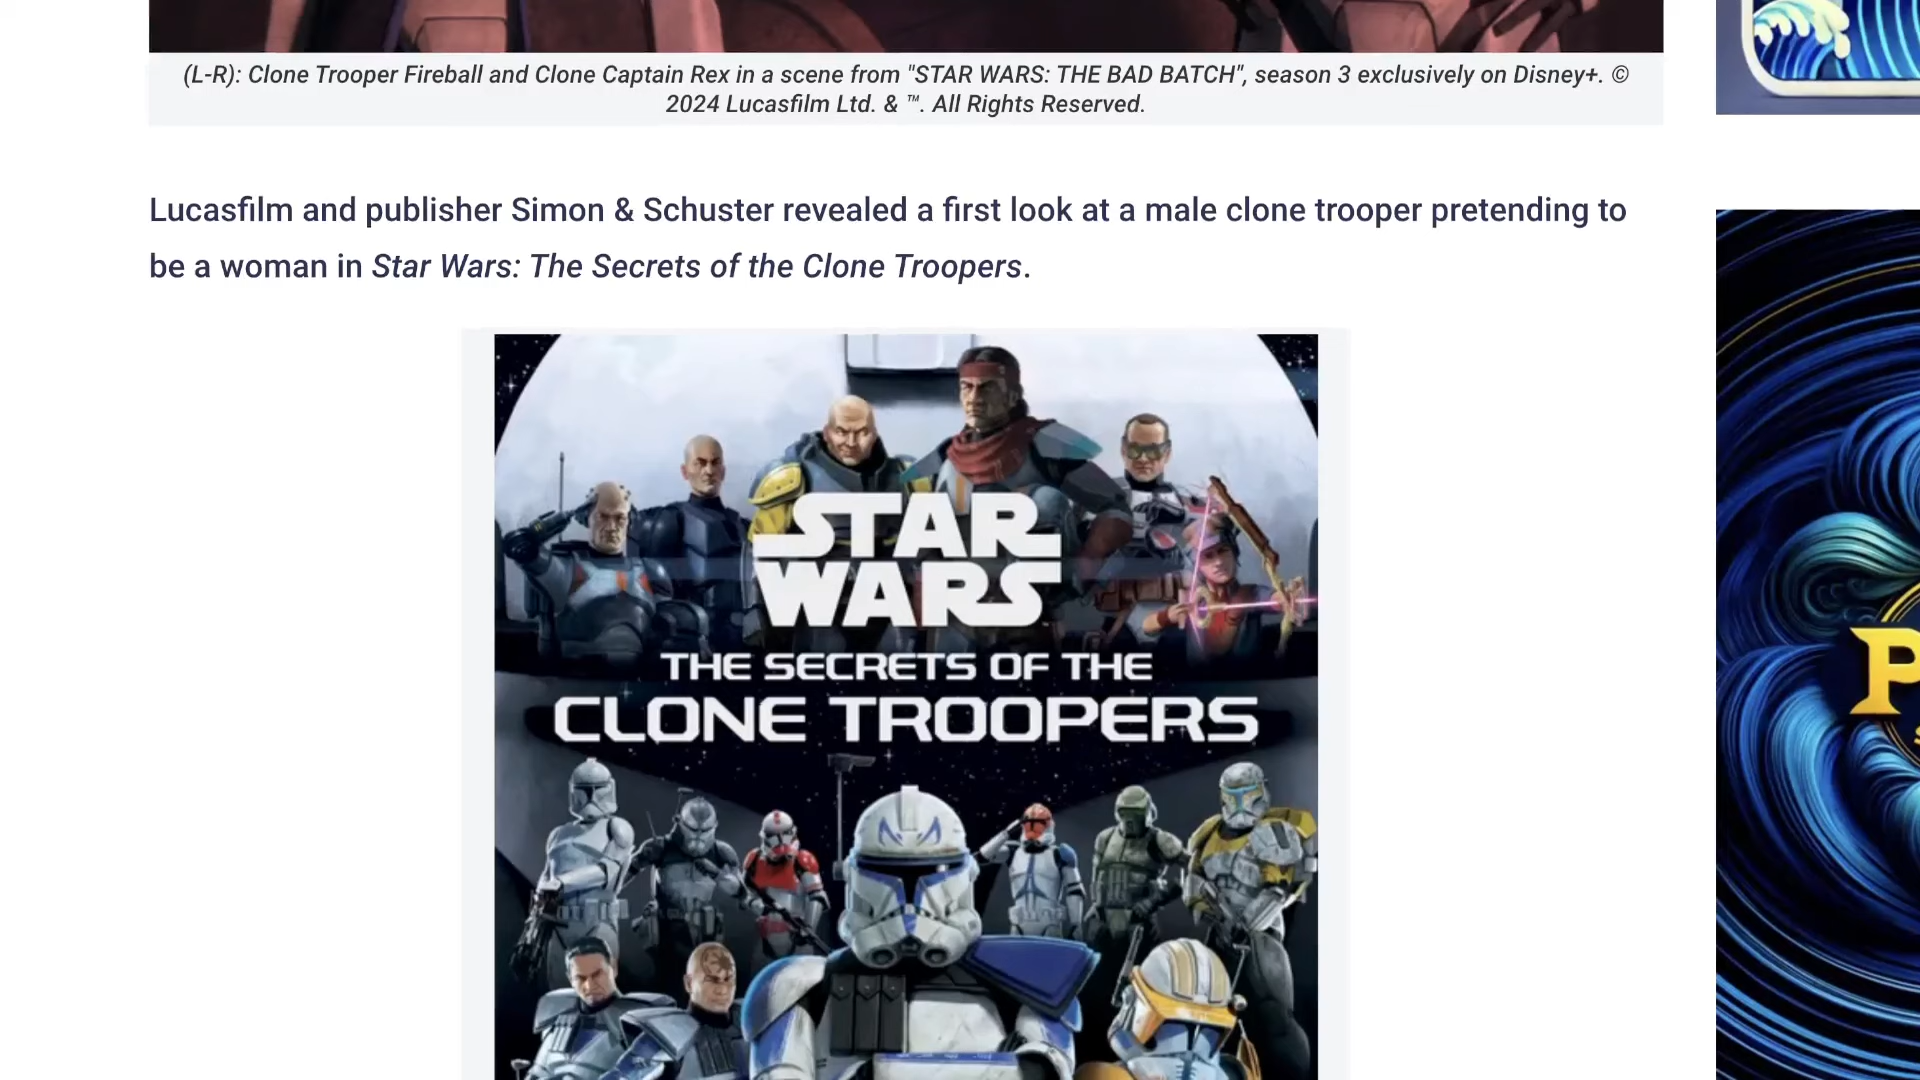 (L-R): Clone Trooper Fireball and Clone Captain Rex in a scene from "STAR WARS: THE BAD BATCH", season 3 exclusively on Disney+. ©
2024 Lucasfilm Ltd. & ™. All Rights Reserved.
Lucasfilm and publisher Simon & Schuster revealed a first look at a male clone trooper pretending to
be a woman in Star Wars: The Secrets of the Clone Troopers.
STAR
WARS
THE SECRETS OF THE
CLONE TROOPERS